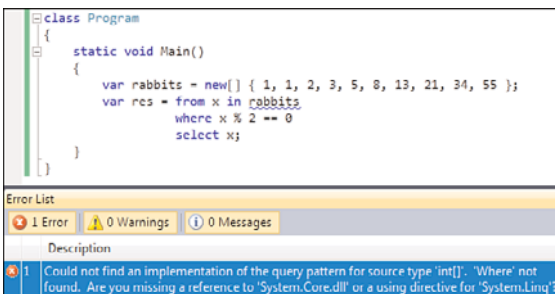 class Program
{
static void Main()
{
var rabbits = new[] { 1, 1, 2, 3, 5, 8, 13, 21, 34, 55 };
var res = from x in rabbits
where x % 2 == 0
select x;
}
}
Error List
1 Error 0 Warnings 0 Messages
Description
1 Could not find an implementation of the query pattern for source type 'int[]'. 'Where' not
found. Are you missing a reference to 'System.Core.dll' or a using directive for 'System.Linq'